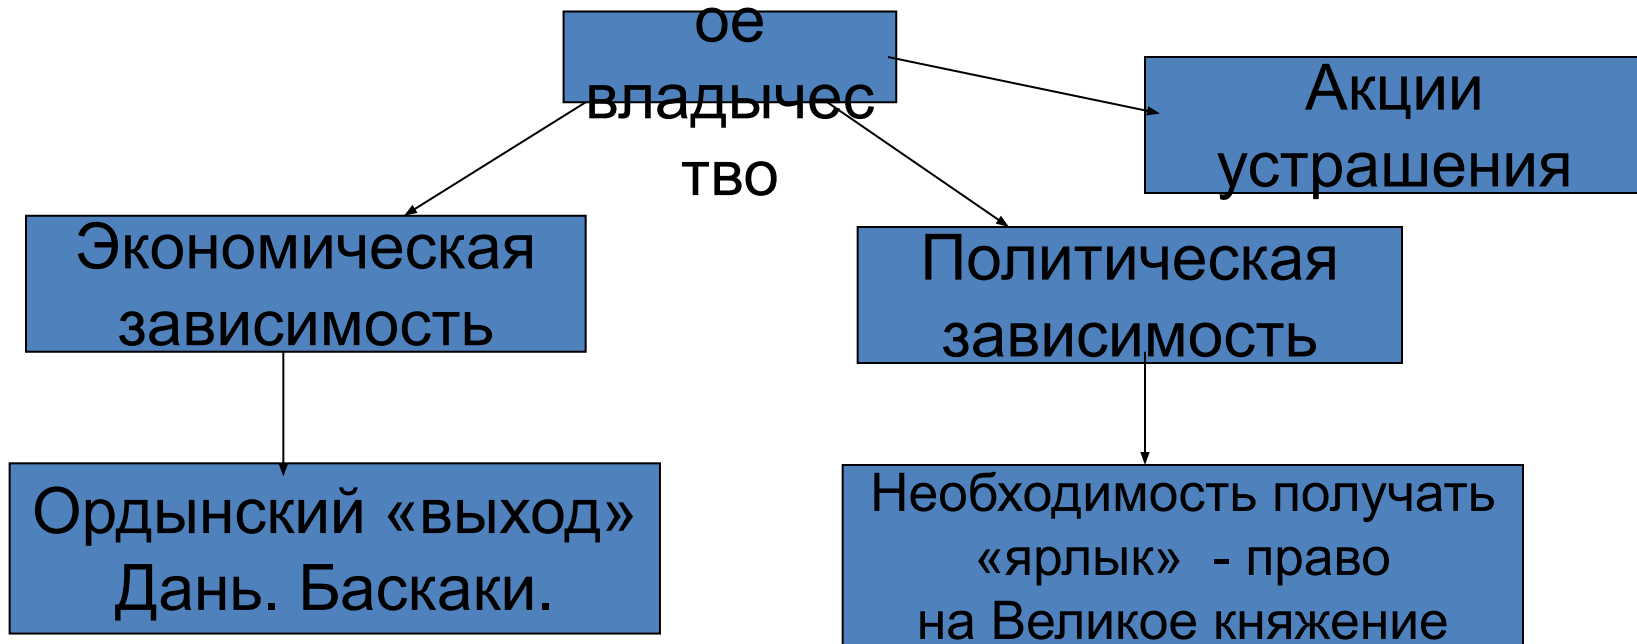 ое
владычес
тво
Акции
устрашения
Экономическая
зависимость
Политическая
зависимость
Ордынский «выход»
Дань. Баскаки.
Необходимость получать
«ярлык» - право
на Великое княжение